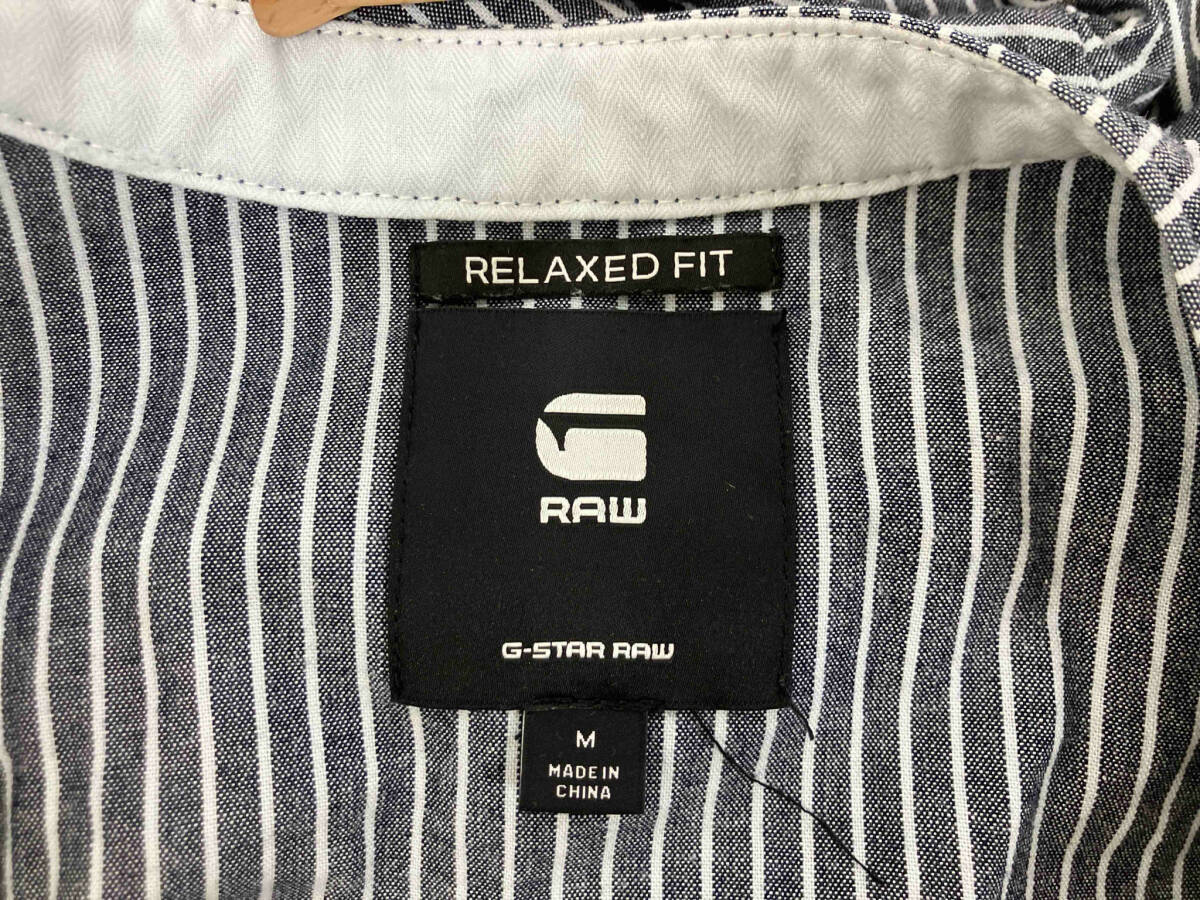 RELAXED FIT
G
RAW
G-STAR RAW
M
MADE IN
CHINA